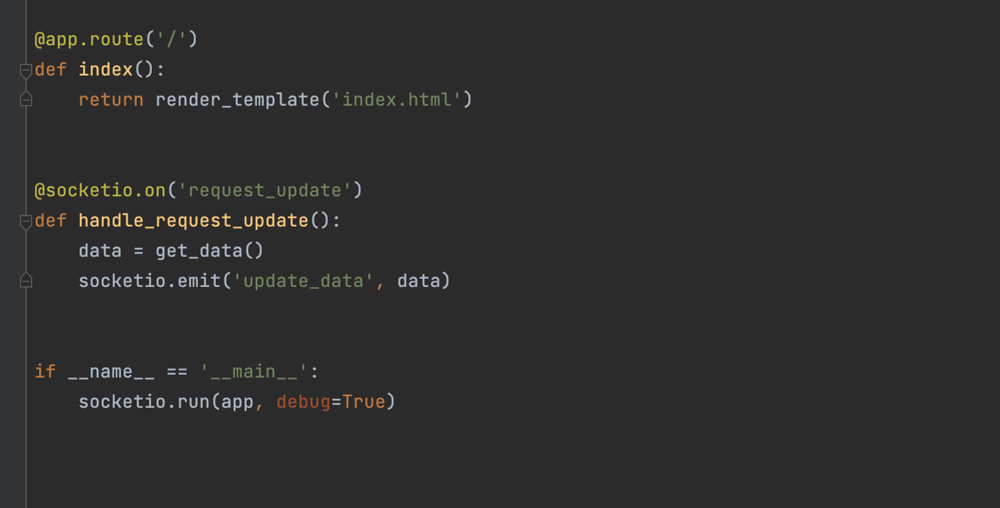 @app.route('/')
def index():
    return render_template('index.html')
@socketio.on('request_update')
def handle_request_update():
    data = get_data()
    socketio.emit('update_data', data)
if __name__ == '__main__':
    socketio.run(app, debug=True)